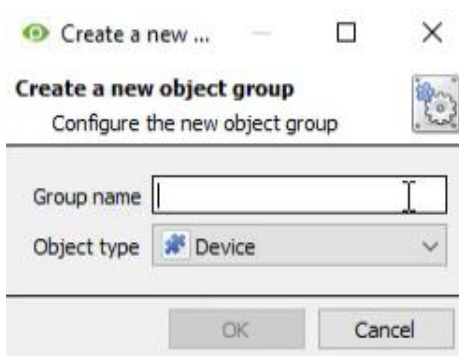 Create a new ...
Create a new object group
Configure the new object group
Group name
Object type Device
OK Cancel